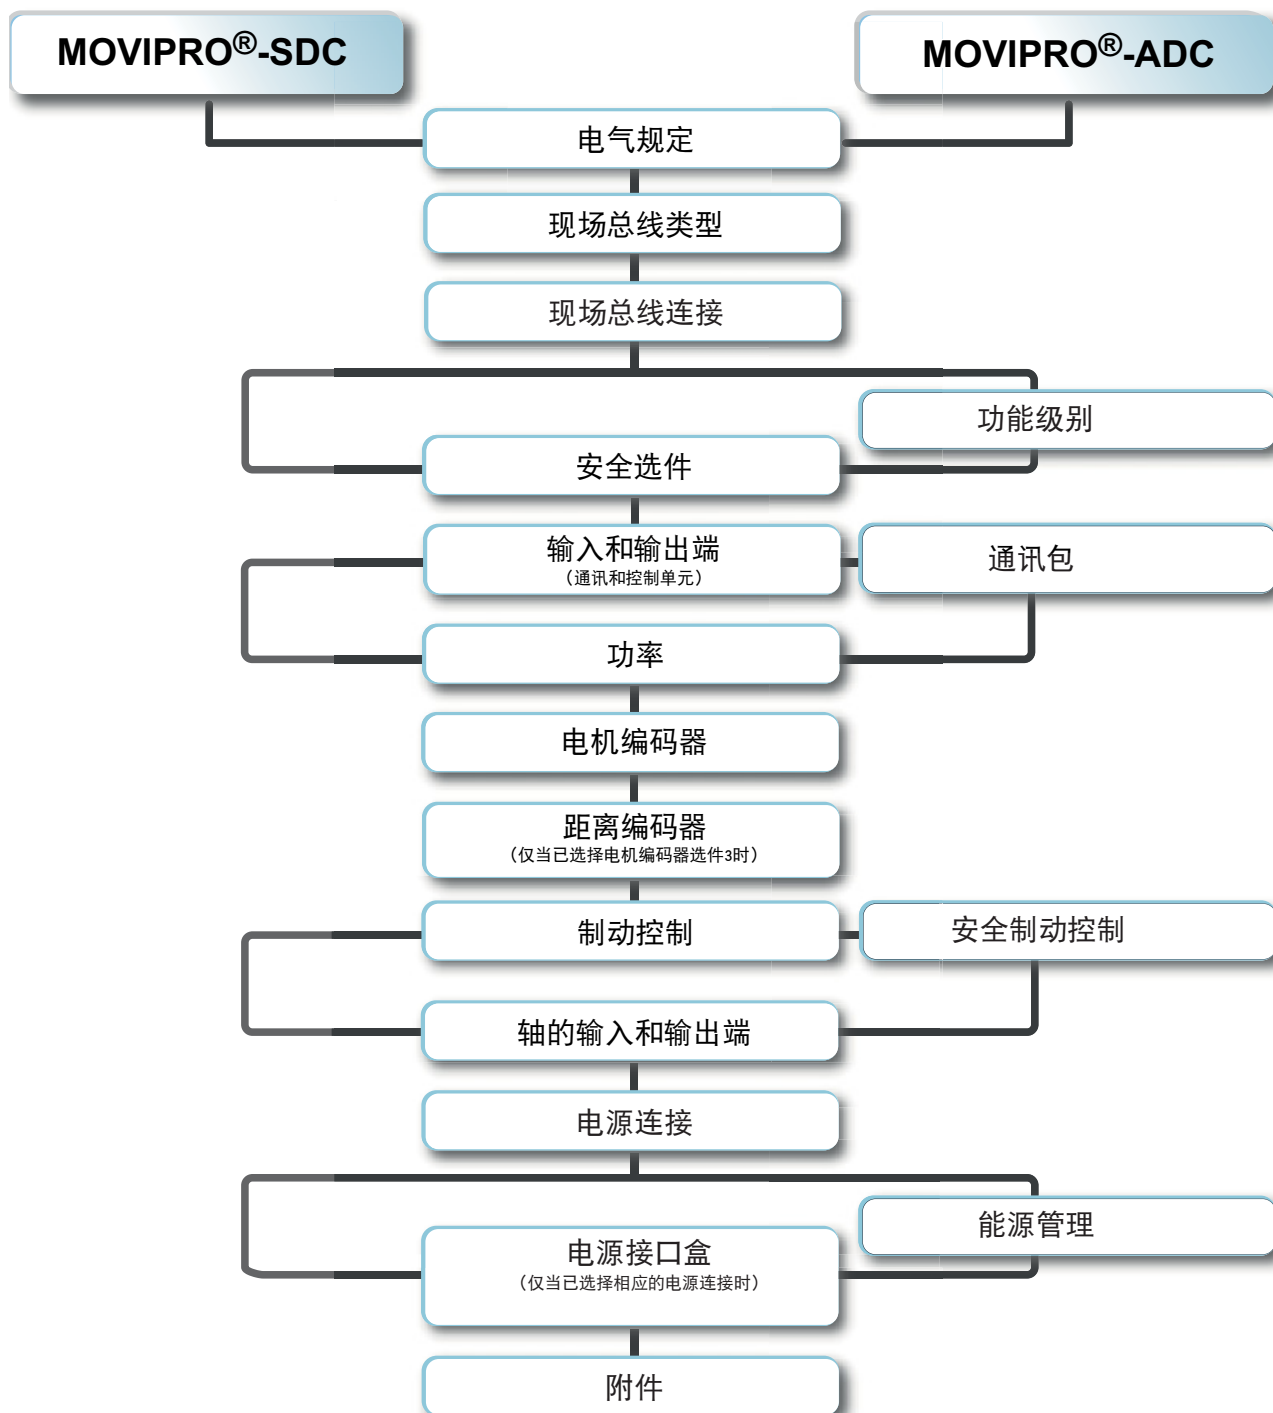 MOVIPRO®-SDC
MOVIPRO®-ADC
电气规定
现场总线类型
现场总线连接
功能级别
安全选件
输入和输出端
（通讯和控制单元）
通讯包
功率
电机编码器
距离编码器
（仅当已选择电机编码器选件3时）
制动控制
安全制动控制
轴的输入和输出端
电源连接
能源管理
电源接口盒
（仅当已选择相应的电源连接时）
附件